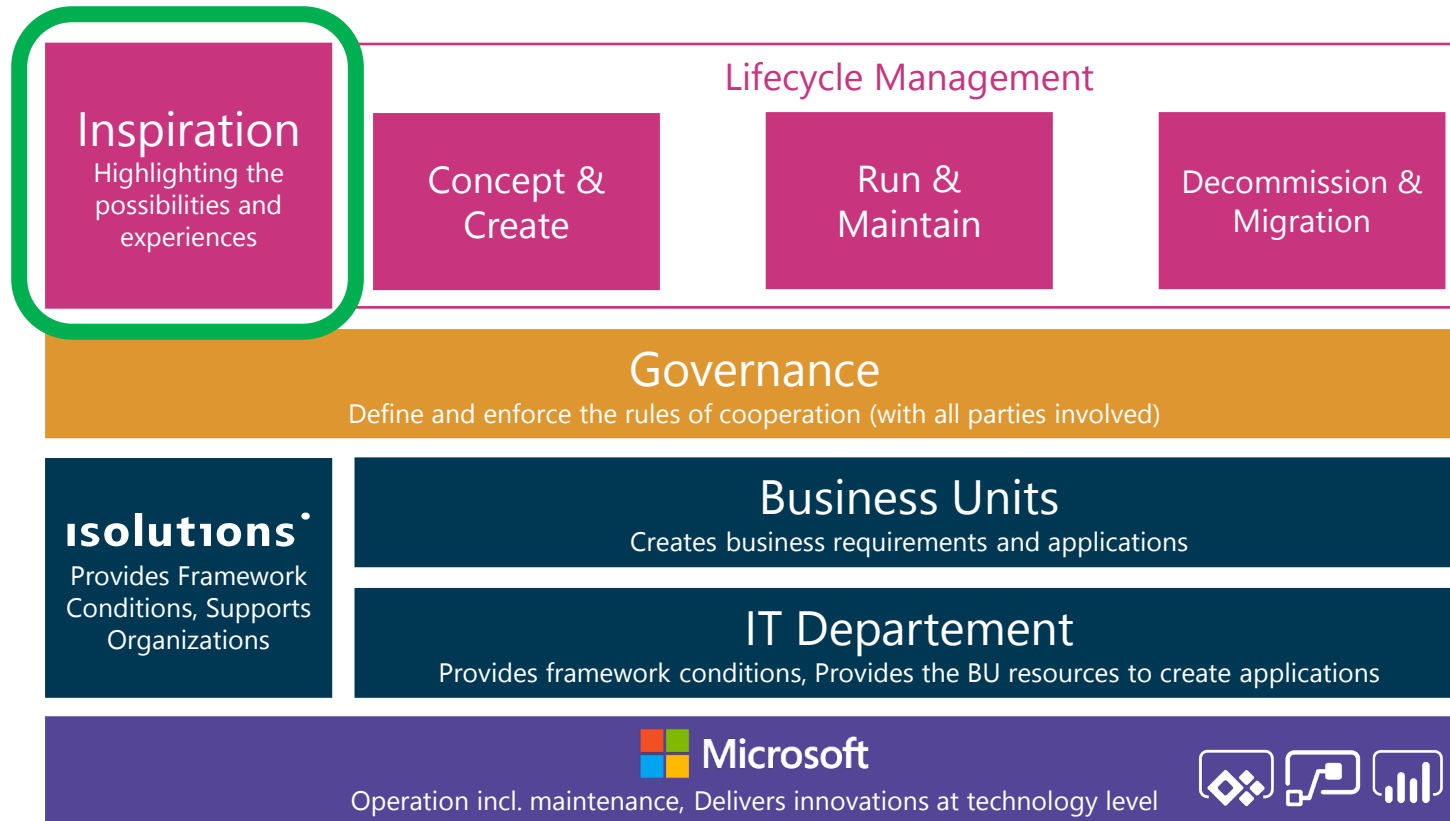 Inspiration
Highlighting the
possibilities and
experiences
Lifecycle Management
Concept &
Create
Run &
Maintain
Decommission &
Migration
Governance
Define and enforce the rules of cooperation (with all parties involved)
ısolutıons
Provides Framework
Conditions, Supports
Organizations
Business Units
Creates business requirements and applications
IT Departement
Provides framework conditions, Provides the BU resources to create applications
Microsoft
Operation incl. maintenance, Delivers innovations at technology level